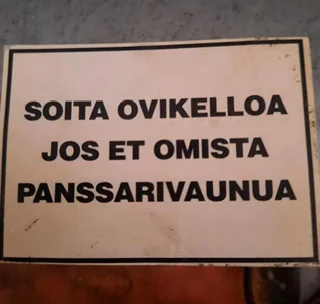 SOITA OVIKELLOA
JOS ET OMISTA
PANSSARIVAUNUA